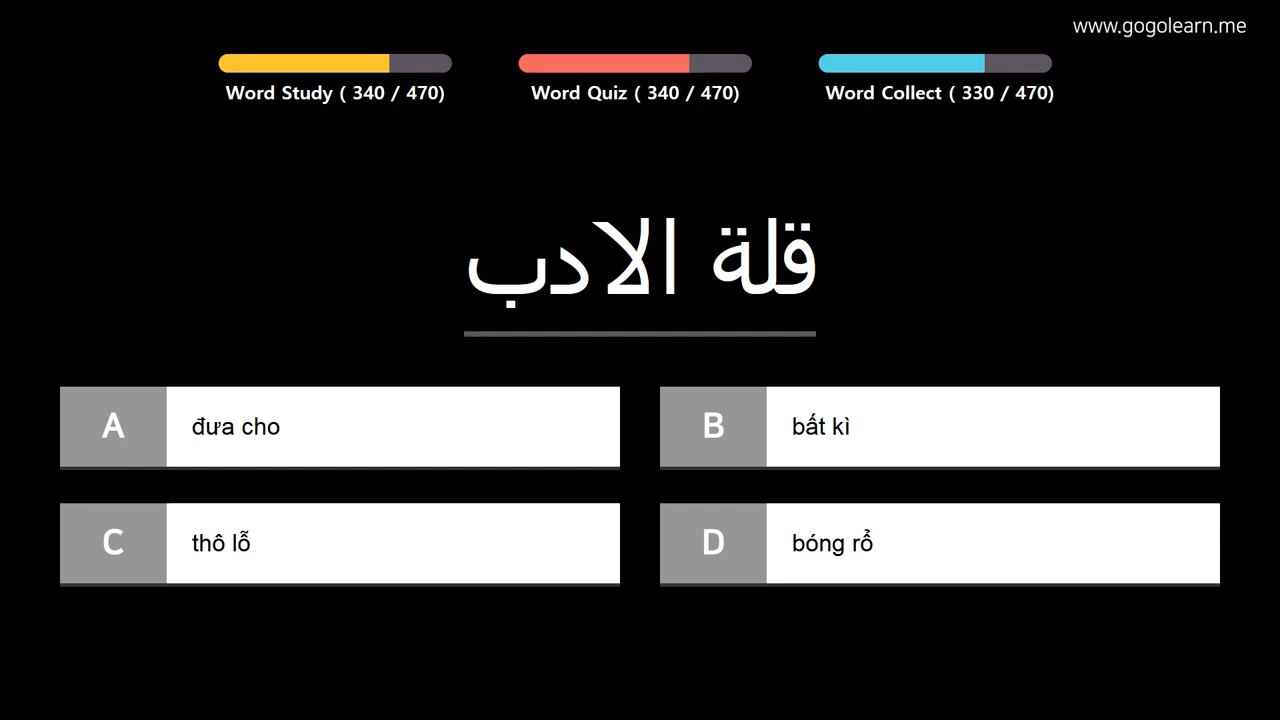 www.gogolearn.me
Word Study ( 340 / 470)
Word Quiz ( 340 / 470)
Word Collect ( 330 / 470)
قلة الادب
A đưa cho
B bất kì
C thô lỗ
D bóng rổ